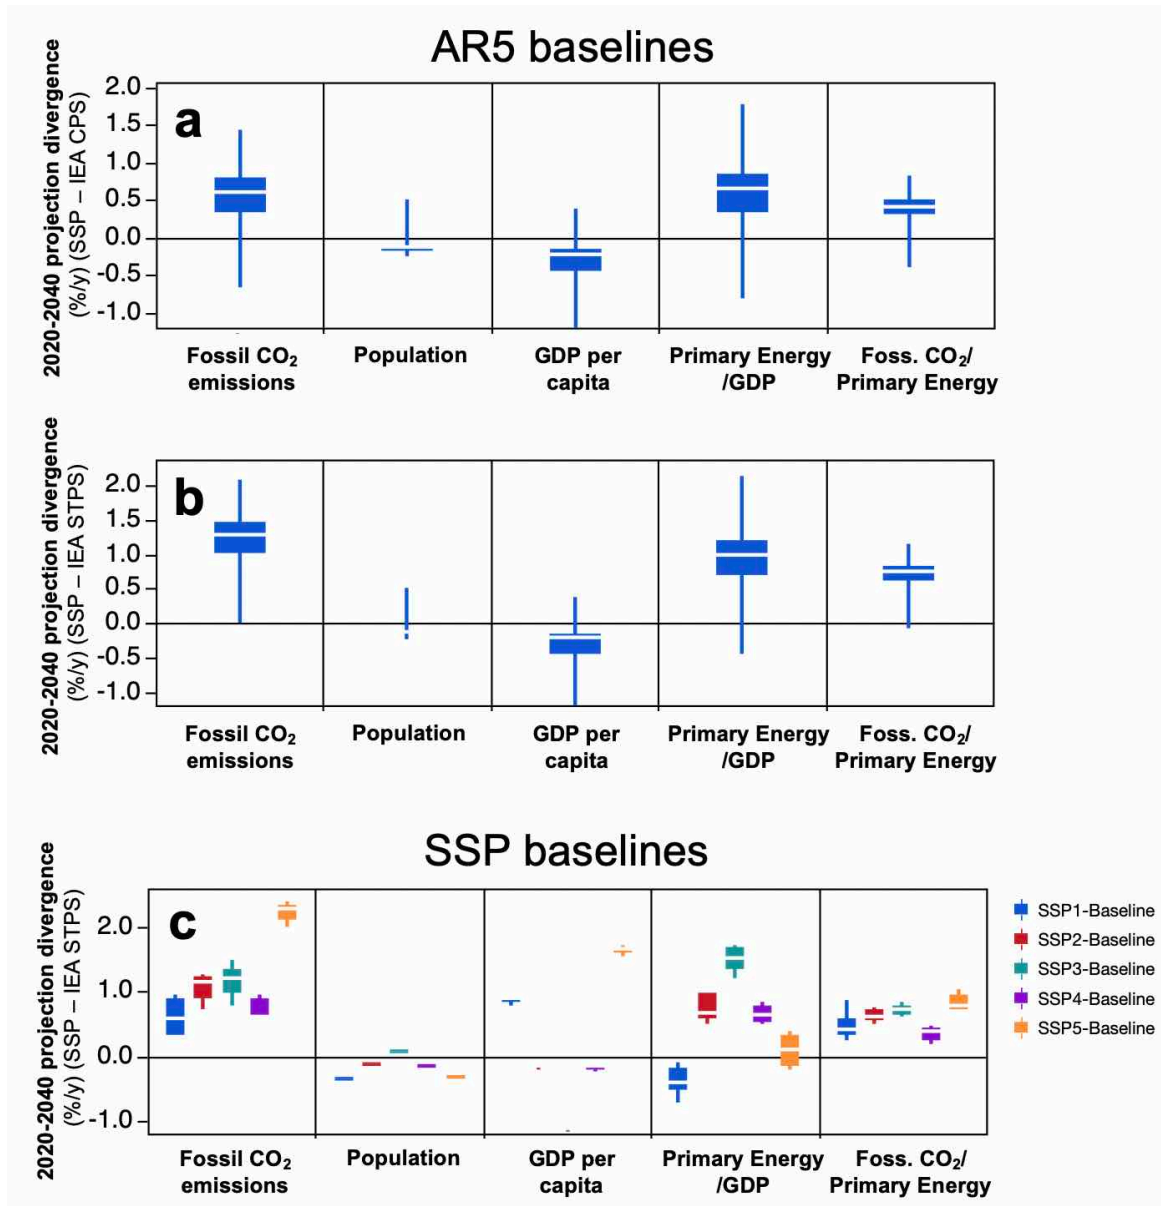 AR5 baselines
2020-2040 projection divergence
(%/y) (SSP – IEA CPS)
a
2.0
1.5
1.0
0.5
0.0
-0.5
-1.0
Fossil CO₂
emissions
Population
GDP per
capita
Primary Energy
/GDP
Foss. CO₂/
Primary Energy
2020-2040 projection divergence
(%/y) (SSP – IEA STPS)
b
2.0
1.5
1.0
0.5
0.0
-0.5
-1.0
Fossil CO₂
emissions
Population
GDP per
capita
Primary Energy
/GDP
Foss. CO₂/
Primary Energy
SSP baselines
2020-2040 projection divergence
(%/y) (SSP – IEA STPS)
c
2.0
1.0
0.0
-1.0
Fossil CO₂
emissions
Population
GDP per
capita
Primary Energy
/GDP
Foss. CO₂/
Primary Energy
SSP1-Baseline
SSP2-Baseline
SSP3-Baseline
SSP4-Baseline
SSP5-Baseline